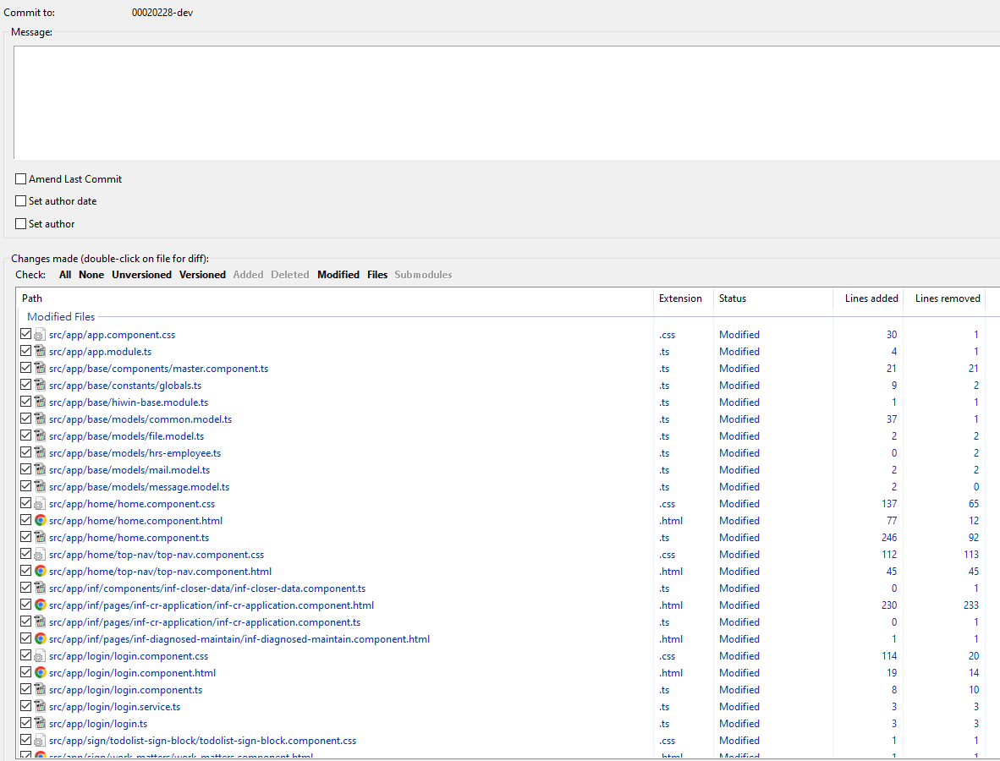 Commit to: 00020228-dev
Message:
Amend Last Commit
Set author date
Set author
Changes made (double-click on file for diff):
Check: All None Unversioned Versioned Added Deleted Modified Files Submodules
Path Extension Status Lines added Lines removed
Modified Files
src/app/app.component.css .css Modified 30 1
src/app/app.module.ts .ts Modified 4 1
src/app/base/components/master.component.ts .ts Modified 21 21
src/app/base/constants/globals.ts .ts Modified 9 2
src/app/base/hiwin-base.module.ts .ts Modified 1 1
src/app/base/models/common.model.ts .ts Modified 37 1
src/app/base/models/file.model.ts .ts Modified 2 2
src/app/base/models/hrs-employee.ts .ts Modified 0 2
src/app/base/models/mail.model.ts .ts Modified 2 2
src/app/base/models/message.model.ts .ts Modified 2 0
src/app/home/home.component.css .css Modified 137 65
src/app/home/home.component.html .html Modified 77 12
src/app/home/home.component.ts .ts Modified 246 92
src/app/home/top-nav/top-nav.component.css .css Modified 112 113
src/app/home/top-nav/top-nav.component.html .html Modified 45 45
src/app/inf/components/inf-closer-data/inf-closer-data.component.ts .ts Modified 0 1
src/app/inf/pages/inf-cr-application/inf-cr-application.component.html .html Modified 230 233
src/app/inf/pages/inf-cr-application/inf-cr-application.component.ts .ts Modified 0 1
src/app/inf/pages/inf-diagnosed-maintain/inf-diagnosed-maintain.component.html .html Modified 1 1
src/app/login/login.component.css .css Modified 114 20
src/app/login/login.component.html .html Modified 19 14
src/app/login/login.component.ts .ts Modified 8 10
src/app/login/login.service.ts .ts Modified 3 3
src/app/login/login.ts .ts Modified 3 3
src/app/sign/todolist-sign-block/todolist-sign-block.component.css .css Modified 1 1
src/app/sign/work-matters/work-matters.component.html .html Modified 1 1